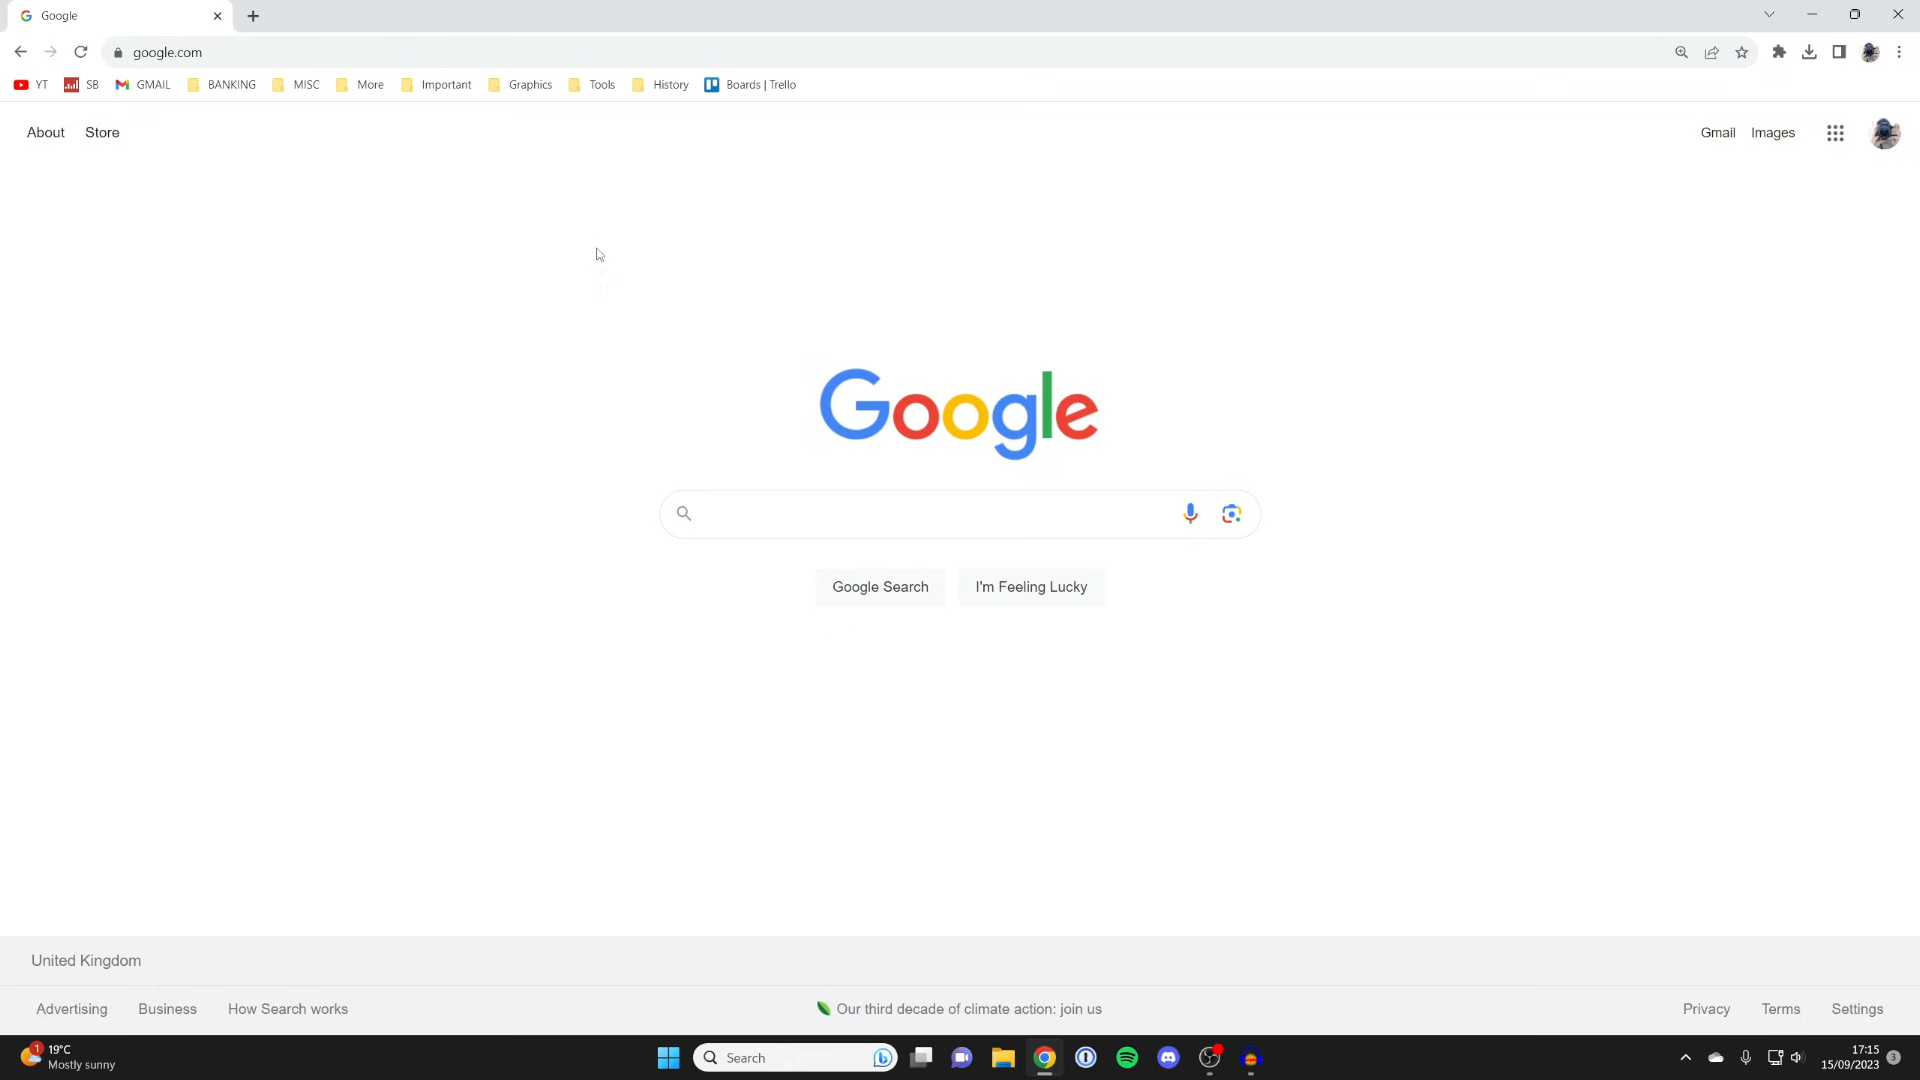 Google
google.com
YT SB GMAIL BANKING MISC More Important Graphics Tools History Boards | Trello
About Store Gmail Images
Google
Google Search I'm Feeling Lucky
United Kingdom
Advertising Business How Search works Our third decade of climate action: join us Privacy Terms Settings
1 19°C
Mostly sunny
Search
17:15
15/09/2023 3